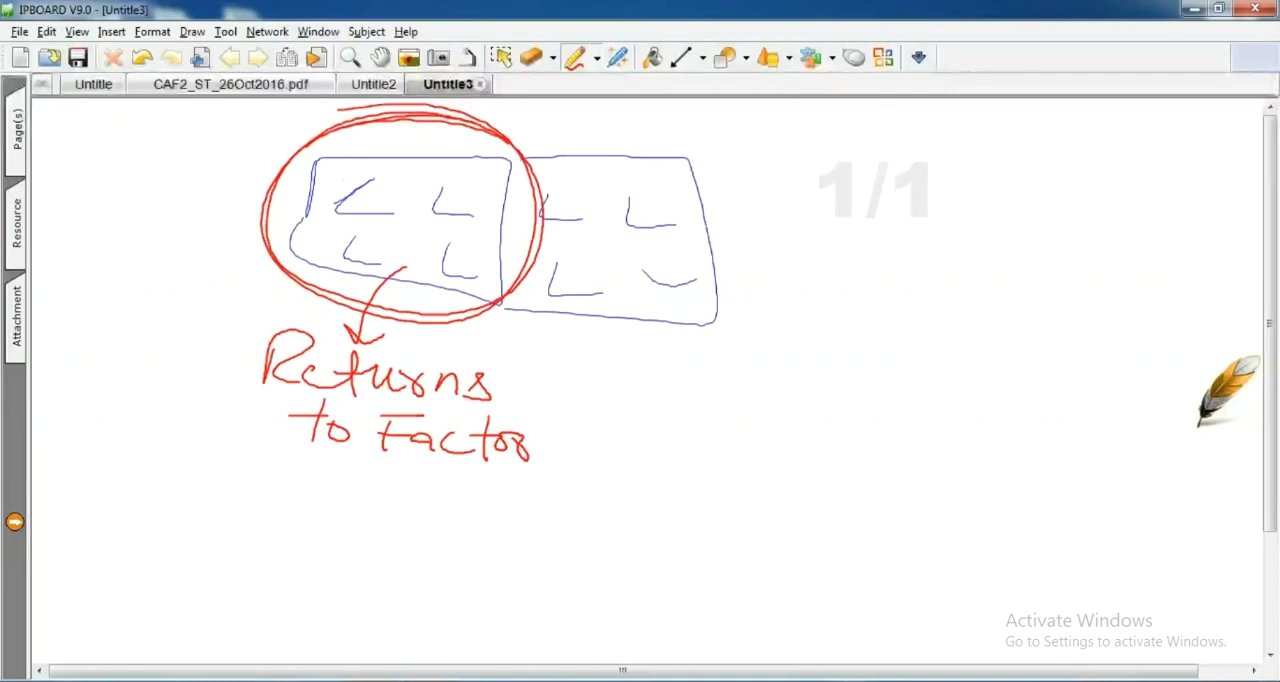 IPBOARD V9.0 - [Untitle3]
File Edit View Insert Format Draw Tool Network Window Subject Help
Untitle CAF2_ST_26Oct2016.pdf Untitle2 Untitle3
Page(s)
Resource
Attachment
1/1
L L L L
L L L
Returns
to Factor
Activate Windows
Go to Settings to activate Windows.